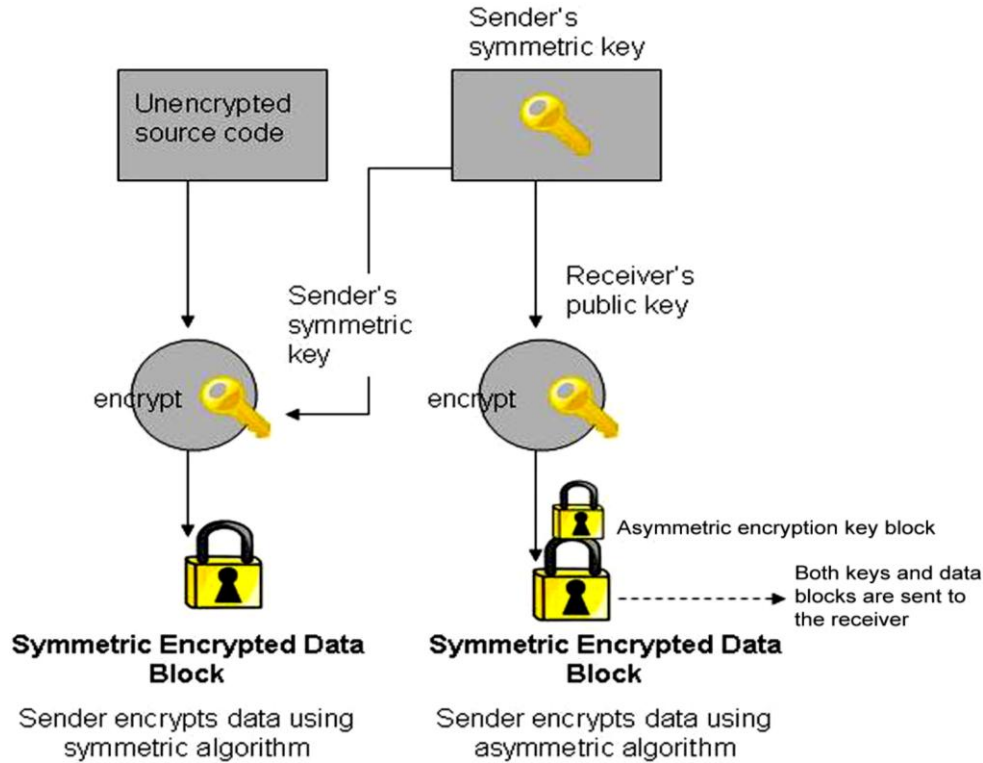 Sender's
symmetric key
Unencrypted
source code
Sender's
symmetric
key
Receiver's
public key
encrypt
encrypt
Asymmetric encryption key block
Both keys and data
blocks are sent to
the receiver
Symmetric Encrypted Data
Block
Sender encrypts data using
symmetric algorithm
Symmetric Encrypted Data
Block
Sender encrypts data using
asymmetric algorithm